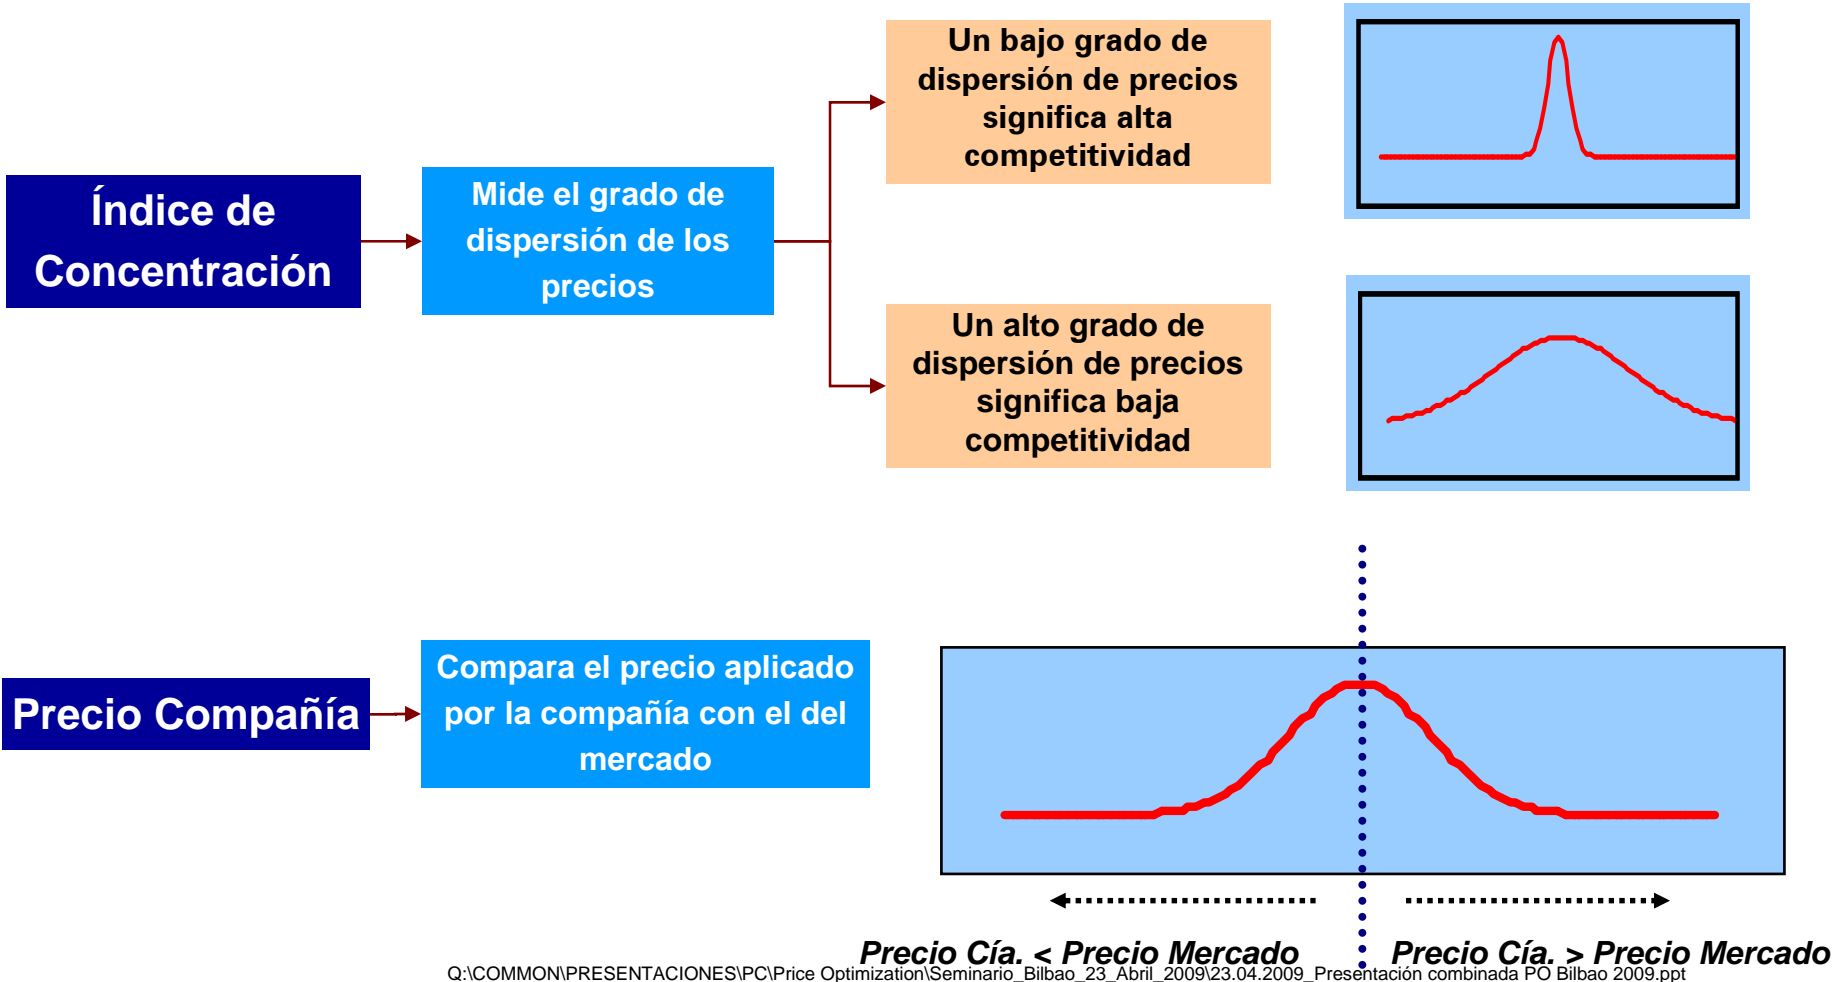 Índice de
Concentración
Mide el grado de
dispersión de los
precios
Un bajo grado de
dispersión de precios
significa alta
competitividad
Un alto grado de
dispersión de precios
significa baja
competitividad
Precio Compañía
Compara el precio aplicado
por la compañía con el del
mercado
Precio Cía. < Precio Mercado
Precio Cía. > Precio Mercado
Q:\COMMON\PRESENTACIONES\PC\Price Optimization\Seminario_Bilbao_23_Abril_2009\23.04.2009_Presentación combinada PO Bilbao 2009.ppt